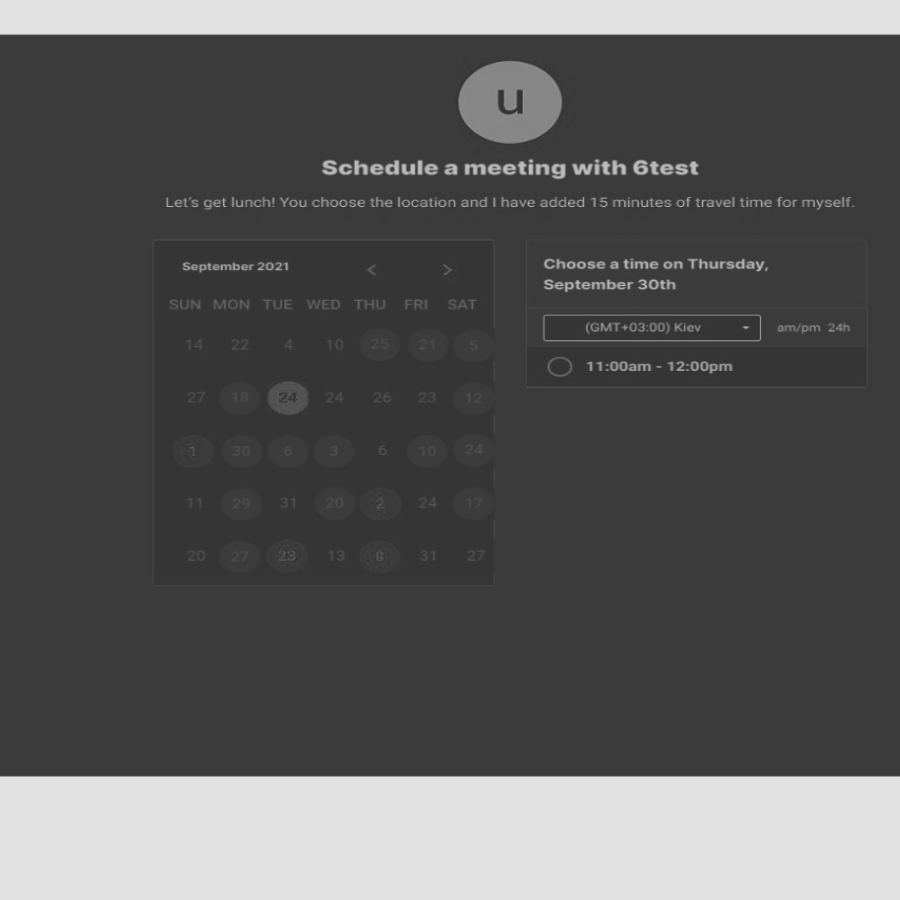 u
Schedule a meeting with 6test
Let's get lunch! You choose the location and I have added 15 minutes of travel time for myself.
September 2021 < >
SUN MON TUE WED THU FRI SAT
14 22 4 10 25 21 5
27 18 24 24 26 23 12
1 30 6 3 6 10 24
11 29 31 20 2 24 17
20 27 23 13 8 31 27
Choose a time on Thursday,
September 30th
(GMT+03:00) Kiev am/pm 24h
11:00am - 12:00pm